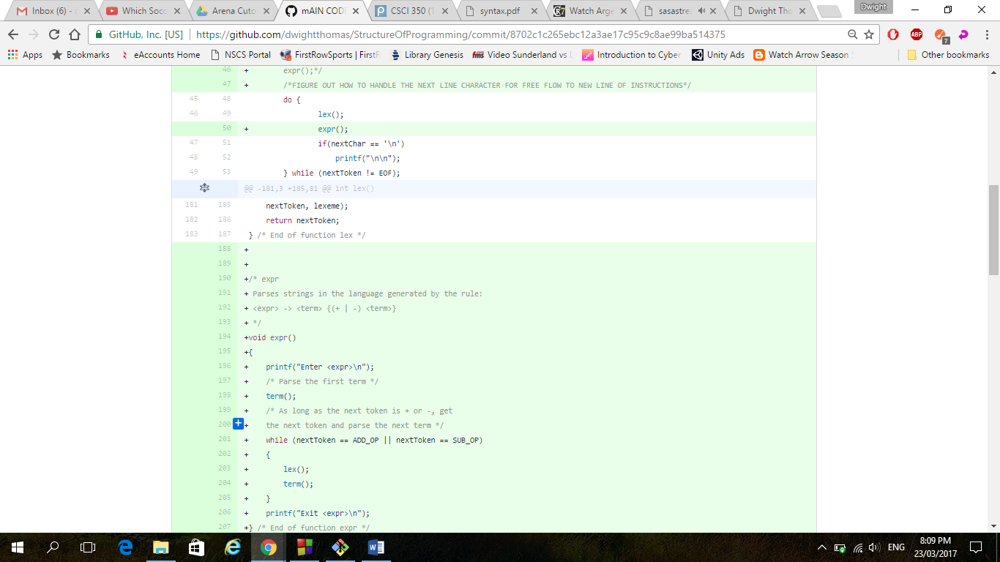 Inbox (6) - c
Which Socc
Arena Cuto
mAIN CODE
CSCI 350 (1
syntax.pdf
Watch Arge
sasastre
Dwight Tho
Dwight
GitHub, Inc. [US] https://github.com/dwightthomas/StructureOfProgramming/commit/8702c1c265ebc12a3ae17c95c9c8ae99ba514375
ABP
7
Apps Bookmarks eAccounts Home NSCS Portal FirstRowSports | FirstR Library Genesis Video Sunderland vs Introduction to Cyber Unity Ads Watch Arrow Season Other bookmarks
46 + expr();*/
47 + /*FIGURE OUT HOW TO HANDLE THE NEXT LINE CHARACTER FOR FREE FLOW TO NEW LINE OF INSTRUCTIONS*/
45 48 do {
46 49 lex();
50 + expr();
47 51 if(nextChar == '\n')
48 52 printf("\n\n");
49 53 } while (nextToken != EOF);
@@ -181,3 +185,81 @@ int lex()
181 185 nextToken, lexeme);
182 186 return nextToken;
183 187 } /* End of function lex */
188 +
189 +
190 +/* expr
191 + Parses strings in the language generated by the rule:
192 + <expr> -> <term> {(+ | -) <term>}
193 + */
194 +void expr()
195 +{
196 + printf("Enter <expr>\n");
197 + /* Parse the first term */
198 + term();
199 + /* As long as the next token is + or -, get
200 + the next token and parse the next term */
201 + while (nextToken == ADD_OP || nextToken == SUB_OP)
202 + {
203 + lex();
204 + term();
205 + }
206 + printf("Exit <expr>\n");
207 +} /* End of function expr */
ENG
8:09 PM
23/03/2017